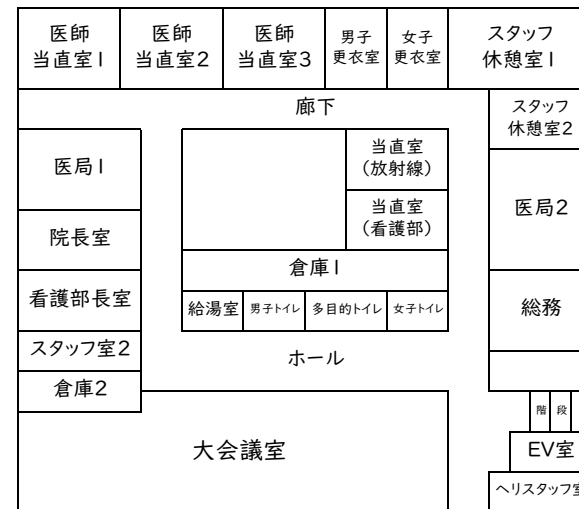 医師
当直室1
医師
当直室2
医師
当直室3
男子
更衣室
女子
更衣室
スタッフ
休憩室1
廊下
スタッフ
休憩室2
医局1
当直室
(放射線)
当直室
(看護部)
医局2
院長室
倉庫1
看護部長室
給湯室
男子トイレ
多目的トイレ
女子トイレ
総務
スタッフ室2
ホール
倉庫2
階段
大会議室
EV室
ヘリスタッフ室